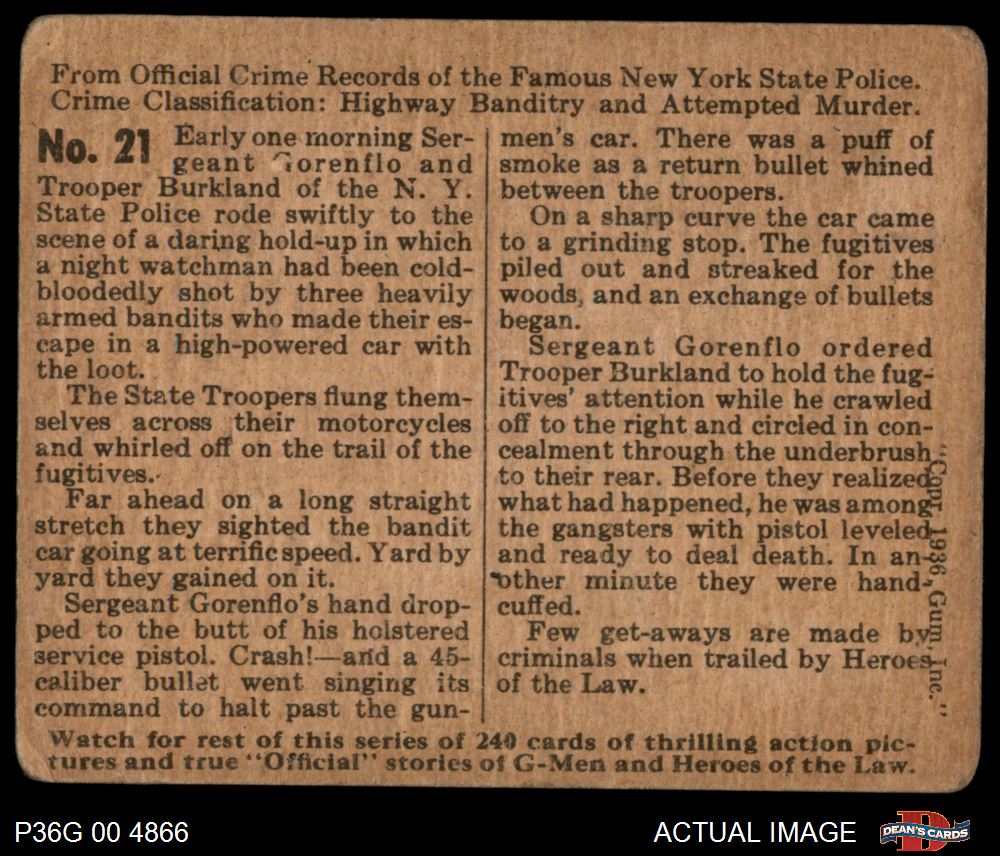 From Official Crime Records of the Famous New York State Police.
Crime Classification: Highway Banditry and Attempted Murder.
No. 21 Early one morning Ser-
geant Gorenflo and
Trooper Burkland of the N. Y.
State Police rode swiftly to the
scene of a daring hold-up in which
a night watchman had been cold-
bloodedly shot by three heavily
armed bandits who made their es-
cape in a high-powered car with
the loot.
The State Troopers flung them-
selves across their motorcycles
and whirled off on the trail of the
fugitives.
Far ahead on a long straight
stretch they sighted the bandit
car going at terrific speed. Yard by
yard they gained on it.
Sergeant Gorenflo's hand drop-
ped to the butt of his holstered
service pistol. Crash!—and a 45-
caliber bullet went singing its
command to halt past the gun-
men's car. There was a puff of
smoke as a return bullet whined
between the troopers.
On a sharp curve the car came
to a grinding stop. The fugitives
piled out and streaked for the
woods, and an exchange of bullets
began.
Sergeant Gorenflo ordered
Trooper Burkland to hold the fug-
itives' attention while he crawled
off to the right and circled in con-
cealment through the underbrush
to their rear. Before they realized
what had happened, he was among
the gangsters with pistol leveled
and ready to deal death. In an-
other minute they were hand-
cuffed.
Few get-aways are made by
criminals when trailed by Heroes
of the Law.
"Copr. 1936, Gum, Inc."
Watch for rest of this series of 240 cards of thrilling action pic-
tures and true "Official" stories of G-Men and Heroes of the Law.
P36G 00 4866
ACTUAL IMAGE
DEAN'S CARDS